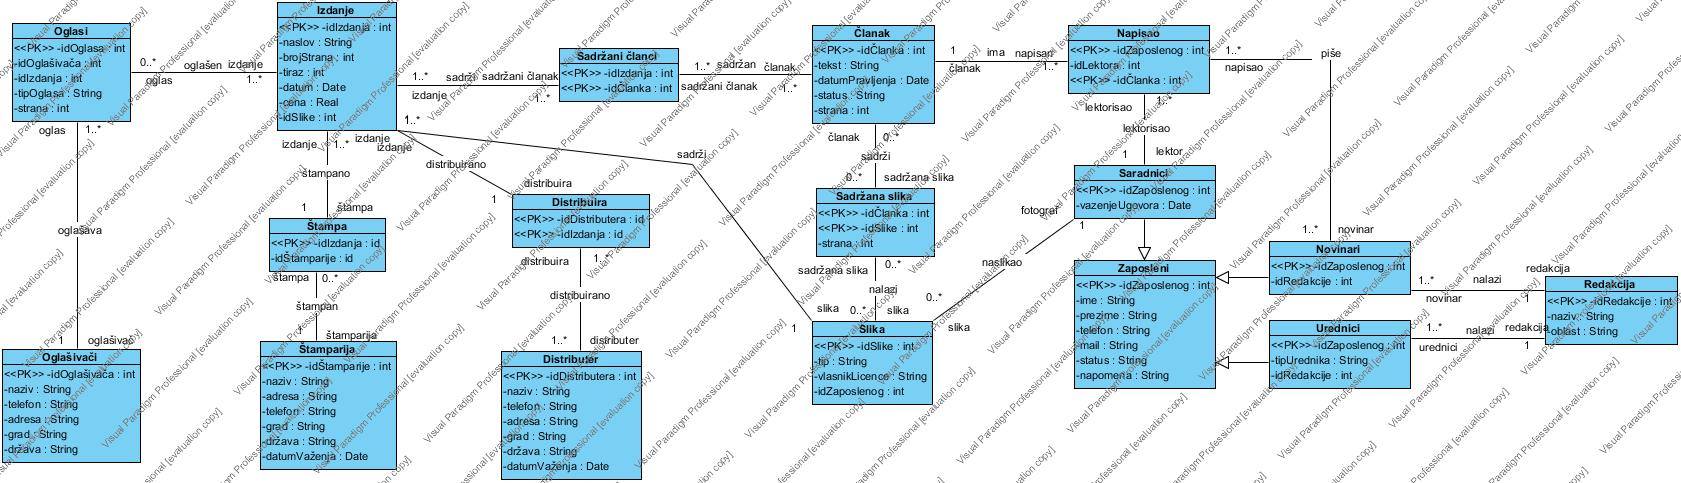 Oglasi
<<PK>> -idOglasa : int
-idOglašivača : int
-idIzdanja : int
-tipOglasa : String
-strana : int
0..*
oglas
oglašen
izdanje
1..*
Izdanje
<<PK>> -idIzdanja : int
-naslov : String
-brojStrana : int
-tiraz : int
-datum : Date
-cena : Real
-idSlike : int
1..*
izdanje
sadrži
sadržani članak
1..*
Sadržani članci
<<PK>> -idIzdanja : int
<<PK>> -idČlanka : int
1..*
sadržan
članak
sadržani članak
1..*
Članak
<<PK>> -idČlanka : int
-tekst : String
-datumPravljenja : Date
-status : String
-strana : int
1
ima
napisan
članak
1..*
Napisao
<<PK>> -idZaposlenog : int
-idLektora : int
<<PK>> -idČlanka : int
1..*
napisao
piše
oglas
1..*
oglašava
1
oglašivač
Oglašivači
<<PK>> -idOglašivača : int
-naziv : String
-telefon : String
-adresa : String
-grad : String
-država : String
izdanje
1..*
štampano
1
štampa
Štampa
<<PK>> -idIzdanja : id
-idŠtamparije : id
štampa
0..*
štampan
1
štamparija
Štamparija
<<PK>> -idŠtamparije : int
-naziv : String
-adresa : String
-telefon : String
-grad : String
-država : String
-datumVaženja : Date
1..*
izdanje
izdanje
distribuirano
1
distribuira
Distribuira
<<PK>> -idDistributera : id
<<PK>> -idIzdanja : id
distribuira
1..*
distribuirano
1..*
distributer
Distributer
<<PK>> -idDistributera : int
-naziv : String
-telefon : String
-adresa : String
-grad : String
-država : String
-datumVaženja : Date
sadrži
1
slika
članak
0..*
sadrži
0..*
sadržana slika
Sadržana slika
<<PK>> -idČlanka : int
<<PK>> -idSlike : int
-strana : int
sadržana slika
0..*
nalazi
0..*
slika
Slika
<<PK>> -idSlike : int
-tip : String
-vlasnikLicence : String
-idZaposlenog : int
0..*
slika
naslikao
fotograf
1
lektorisao
1..*
lektorisao
1
lektor
Saradnici
<<PK>> -idZaposlenog : int
-vazenjeUgovora : Date
Zaposleni
<<PK>> -idZaposlenog : int
-ime : String
-prezime : String
-telefon : String
-mail : String
-status : String
-napomena : String
1..*
novinar
Novinari
<<PK>> -idZaposlenog : int
-idRedakcije : int
1..*
novinar
nalazi
redakcija
1
Urednici
<<PK>> -idZaposlenog : int
-tipUrednika : String
-idRedakcije : int
1..*
urednici
nalazi
redakcija
1
Redakcija
<<PK>> -idRedakcije : int
-naziv : String
-oblast : String
Visual Paradigm Professional [evaluation copy]